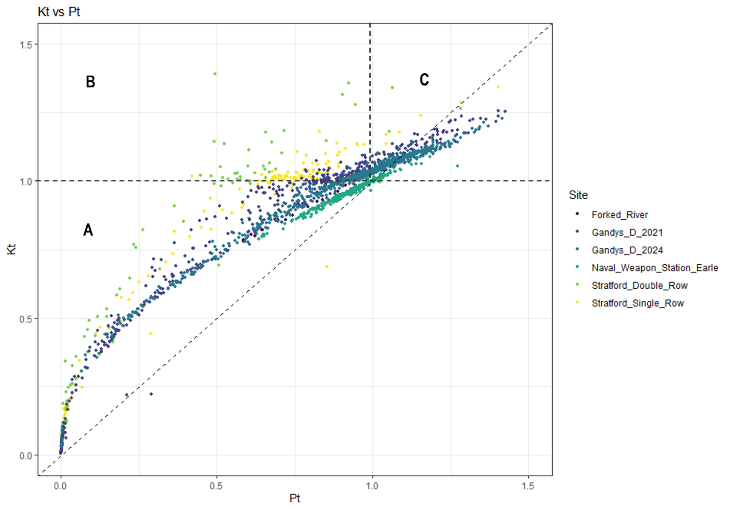 Kt vs Pt
1.5
B
C
1.0
A
Kt
0.5
0.0
0.0
0.5
1.0
1.5
Pt
Site
Forked_River
Gandys_D_2021
Gandys_D_2024
Naval_Weapon_Station_Earle
Stratford_Double_Row
Stratford_Single_Row